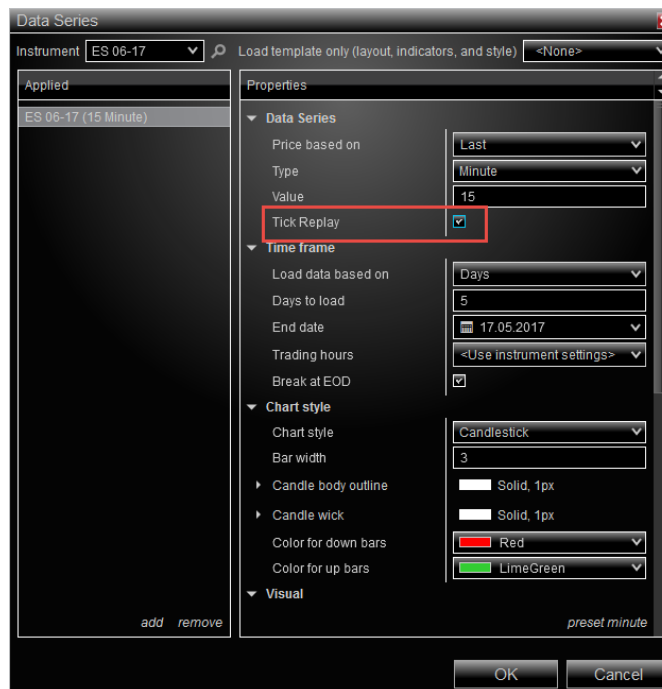 Data Series
Instrument ES 06-17 Load template only (layout, indicators, and style) <None>
Applied
ES 06-17 (15 Minute)
add remove
Properties
Data Series
Price based on Last
Type Minute
Value 15
Tick Replay
Time frame
Load data based on Days
Days to load 5
End date 17.05.2017
Trading hours <Use instrument settings>
Break at EOD
Chart style
Chart style Candlestick
Bar width 3
Candle body outline Solid, 1px
Candle wick Solid, 1px
Color for down bars Red
Color for up bars LimeGreen
Visual
preset minute
OK Cancel